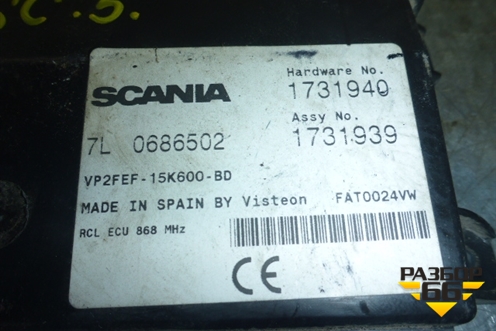 C.S.
SCANIA
Hardware No.
1731940
Assy No.
1731939
7L 0686502
VP2FEF-15K600-BD
MADE IN SPAIN BY Visteon FAT0024VW
RCL ECU 868 MHz
CE
РАЗБОР
66